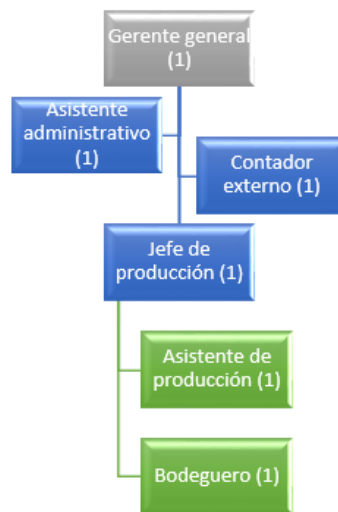 Gerente general
(1)
Asistente
administrativo
(1)
Contador
externo (1)
Jefe de
producción (1)
Asistente de
producción (1)
Bodeguero (1)